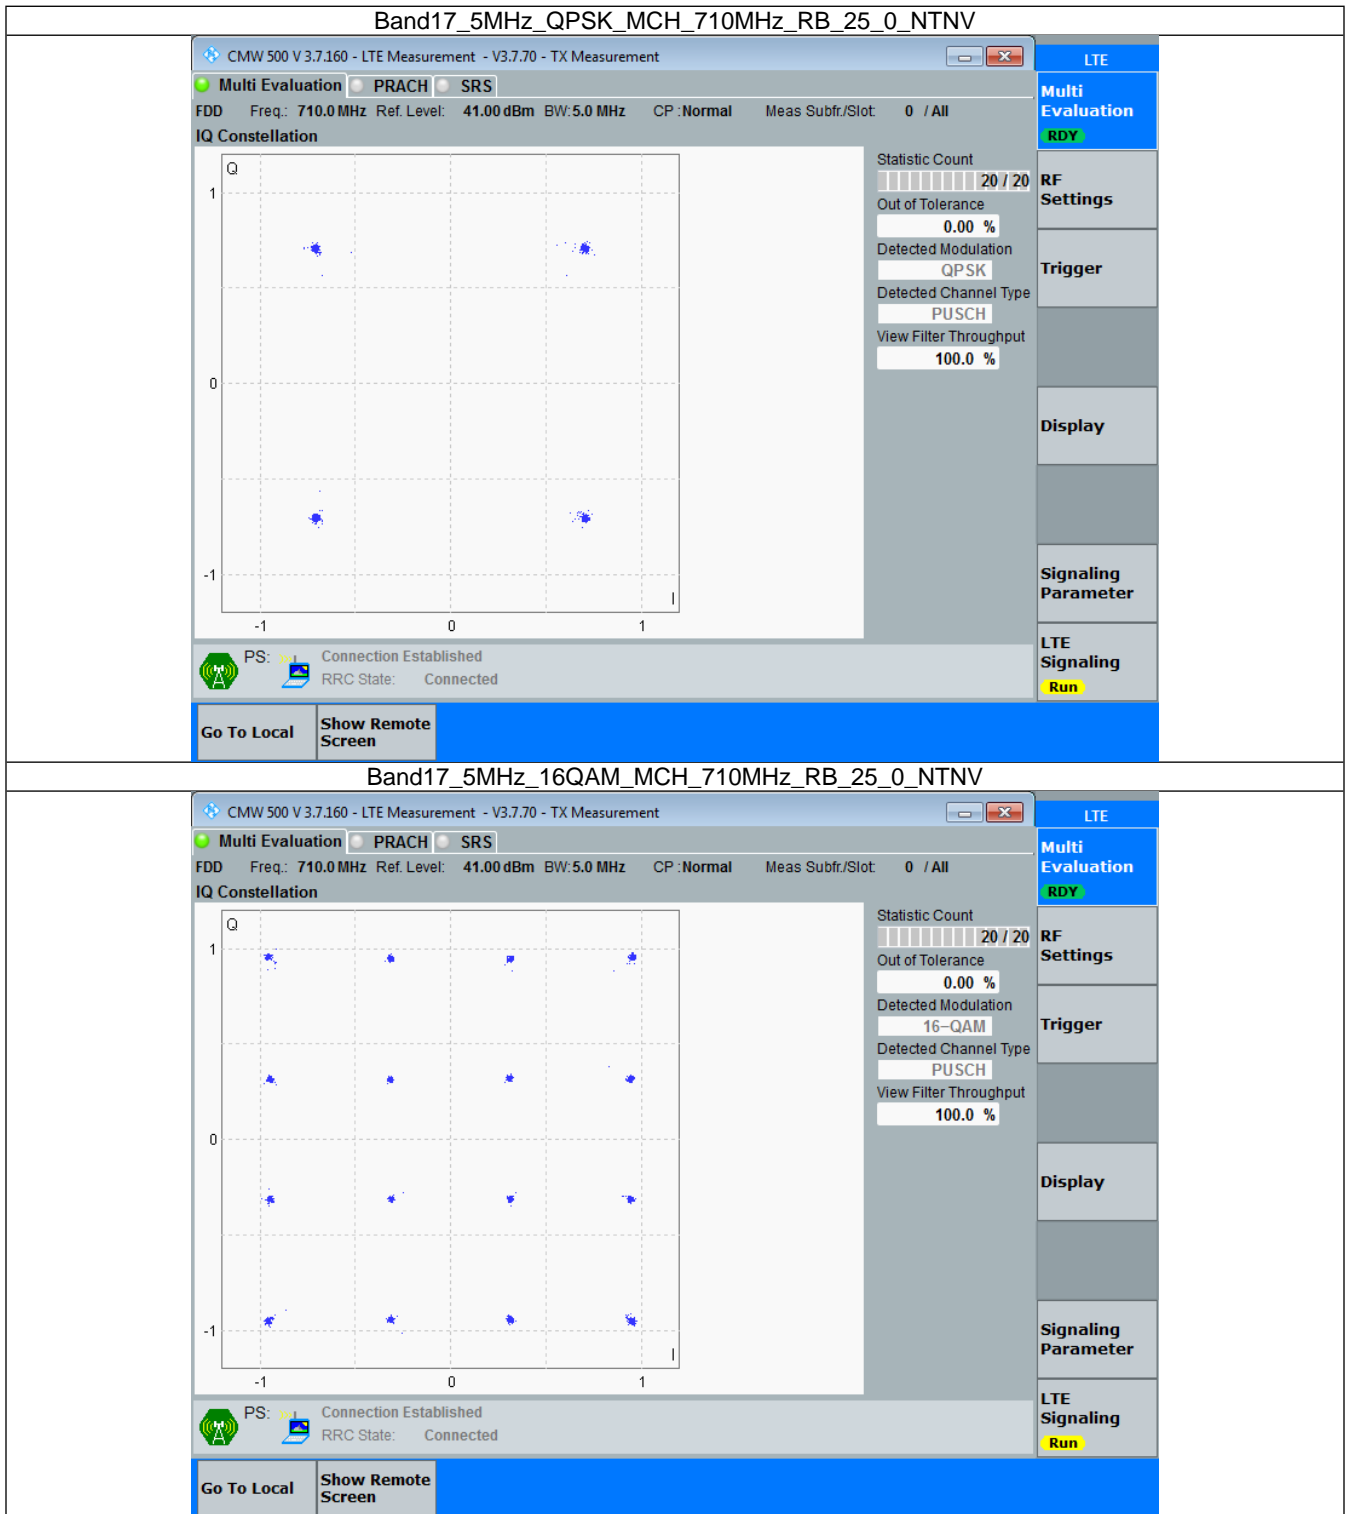 Band17_5MHz_QPSK_MCH_710MHz_RB_25_0_NTNV
CMW 500 V 3.7.160 - LTE Measurement - V3.7.70 - TX Measurement
LTE
Multi Evaluation PRACH SRS
Multi
Evaluation
RDY
FDD Freq.: 710.0 MHz Ref. Level: 41.00 dBm BW: 5.0 MHz CP : Normal Meas Subfr./Slot: 0 / All
IQ Constellation
Q
1
0
-1
I
-1 0 1
Statistic Count
20 / 20
Out of Tolerance
0.00 %
Detected Modulation
QPSK
Detected Channel Type
PUSCH
View Filter Throughput
100.0 %
RF
Settings
Trigger
Display
Signaling
Parameter
LTE
Signaling
Run
PS: Connection Established
RRC State: Connected
Go To Local
Show Remote
Screen
Band17_5MHz_16QAM_MCH_710MHz_RB_25_0_NTNV
CMW 500 V 3.7.160 - LTE Measurement - V3.7.70 - TX Measurement
LTE
Multi Evaluation PRACH SRS
Multi
Evaluation
RDY
FDD Freq.: 710.0 MHz Ref. Level: 41.00 dBm BW: 5.0 MHz CP : Normal Meas Subfr./Slot: 0 / All
IQ Constellation
Q
1
0
-1
I
-1 0 1
Statistic Count
20 / 20
Out of Tolerance
0.00 %
Detected Modulation
16-QAM
Detected Channel Type
PUSCH
View Filter Throughput
100.0 %
RF
Settings
Trigger
Display
Signaling
Parameter
LTE
Signaling
Run
PS: Connection Established
RRC State: Connected
Go To Local
Show Remote
Screen